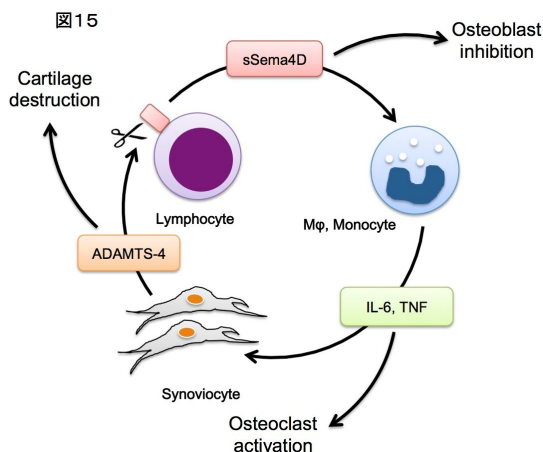 図15
sSema4D
Osteoblast
inhibition
Cartilage
destruction
Lymphocyte
Mφ, Monocyte
ADAMTS-4
IL-6, TNF
Synoviocyte
Osteoclast
activation